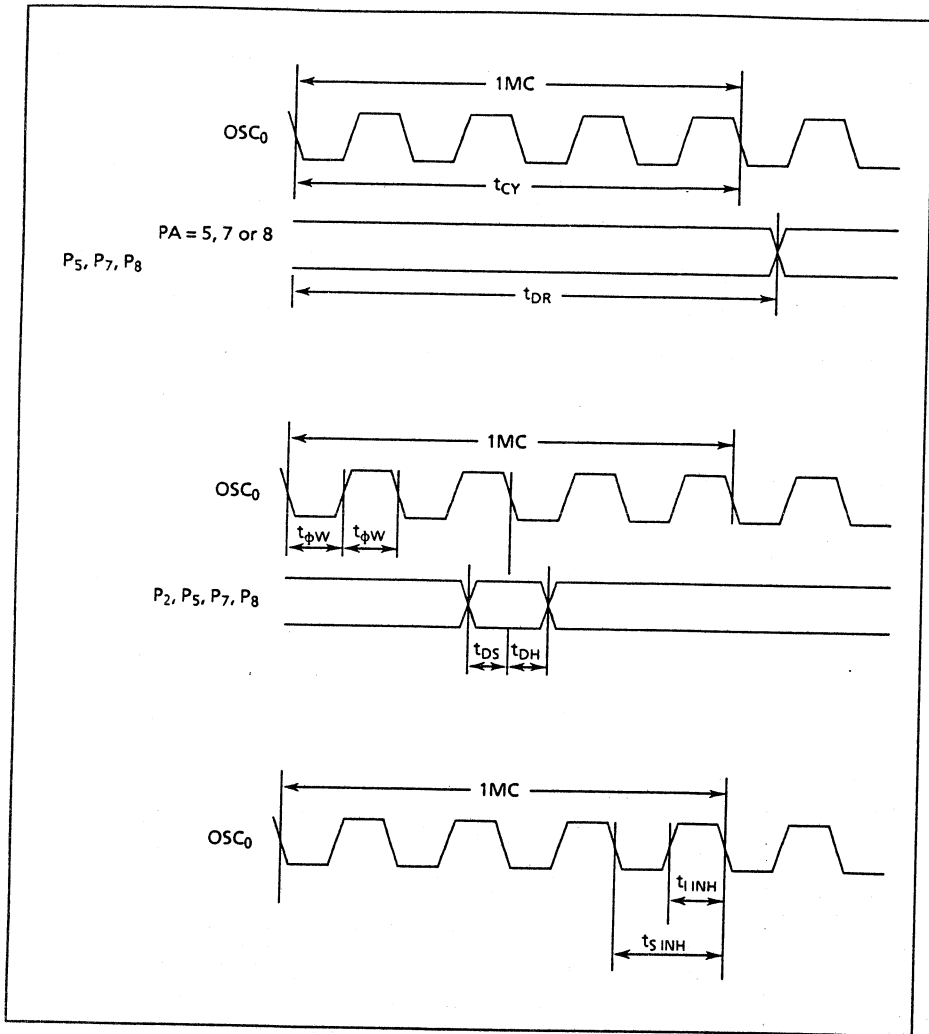 1MC
OSC₀
tCY
PA = 5, 7 or 8
P₅, P₇, P₈
tDR
1MC
OSC₀
tϕW tϕW
P₂, P₅, P₇, P₈
tDS tDH
1MC
OSC₀
tI INH
tS INH